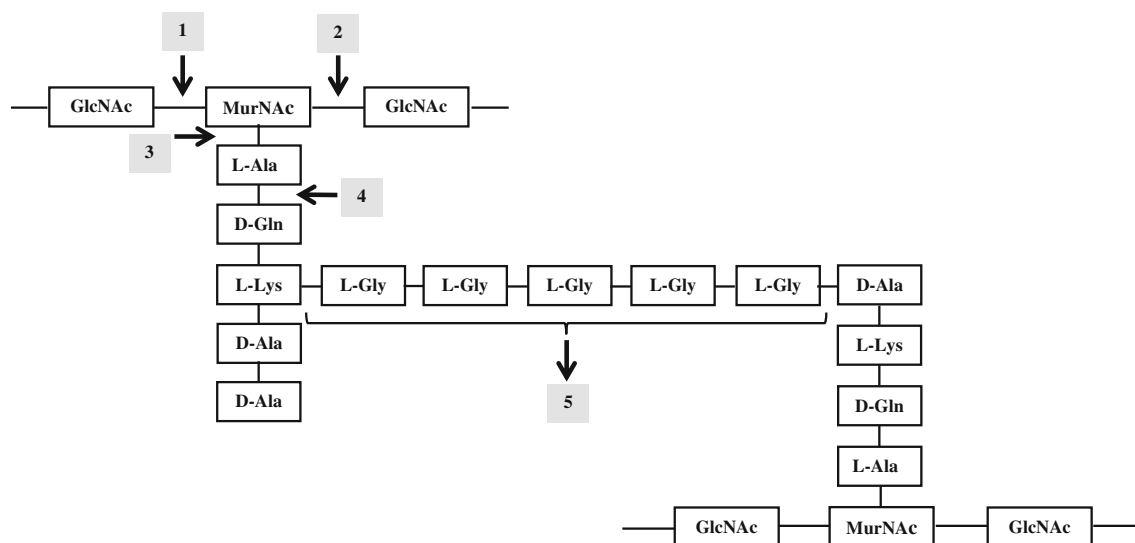 1 2
GlcNAc MurNAc GlcNAc
3
L-Ala
4
D-Gln
L-Lys L-Gly L-Gly L-Gly L-Gly L-Gly D-Ala
D-Ala L-Lys
D-Ala 5 D-Gln
L-Ala
GlcNAc MurNAc GlcNAc